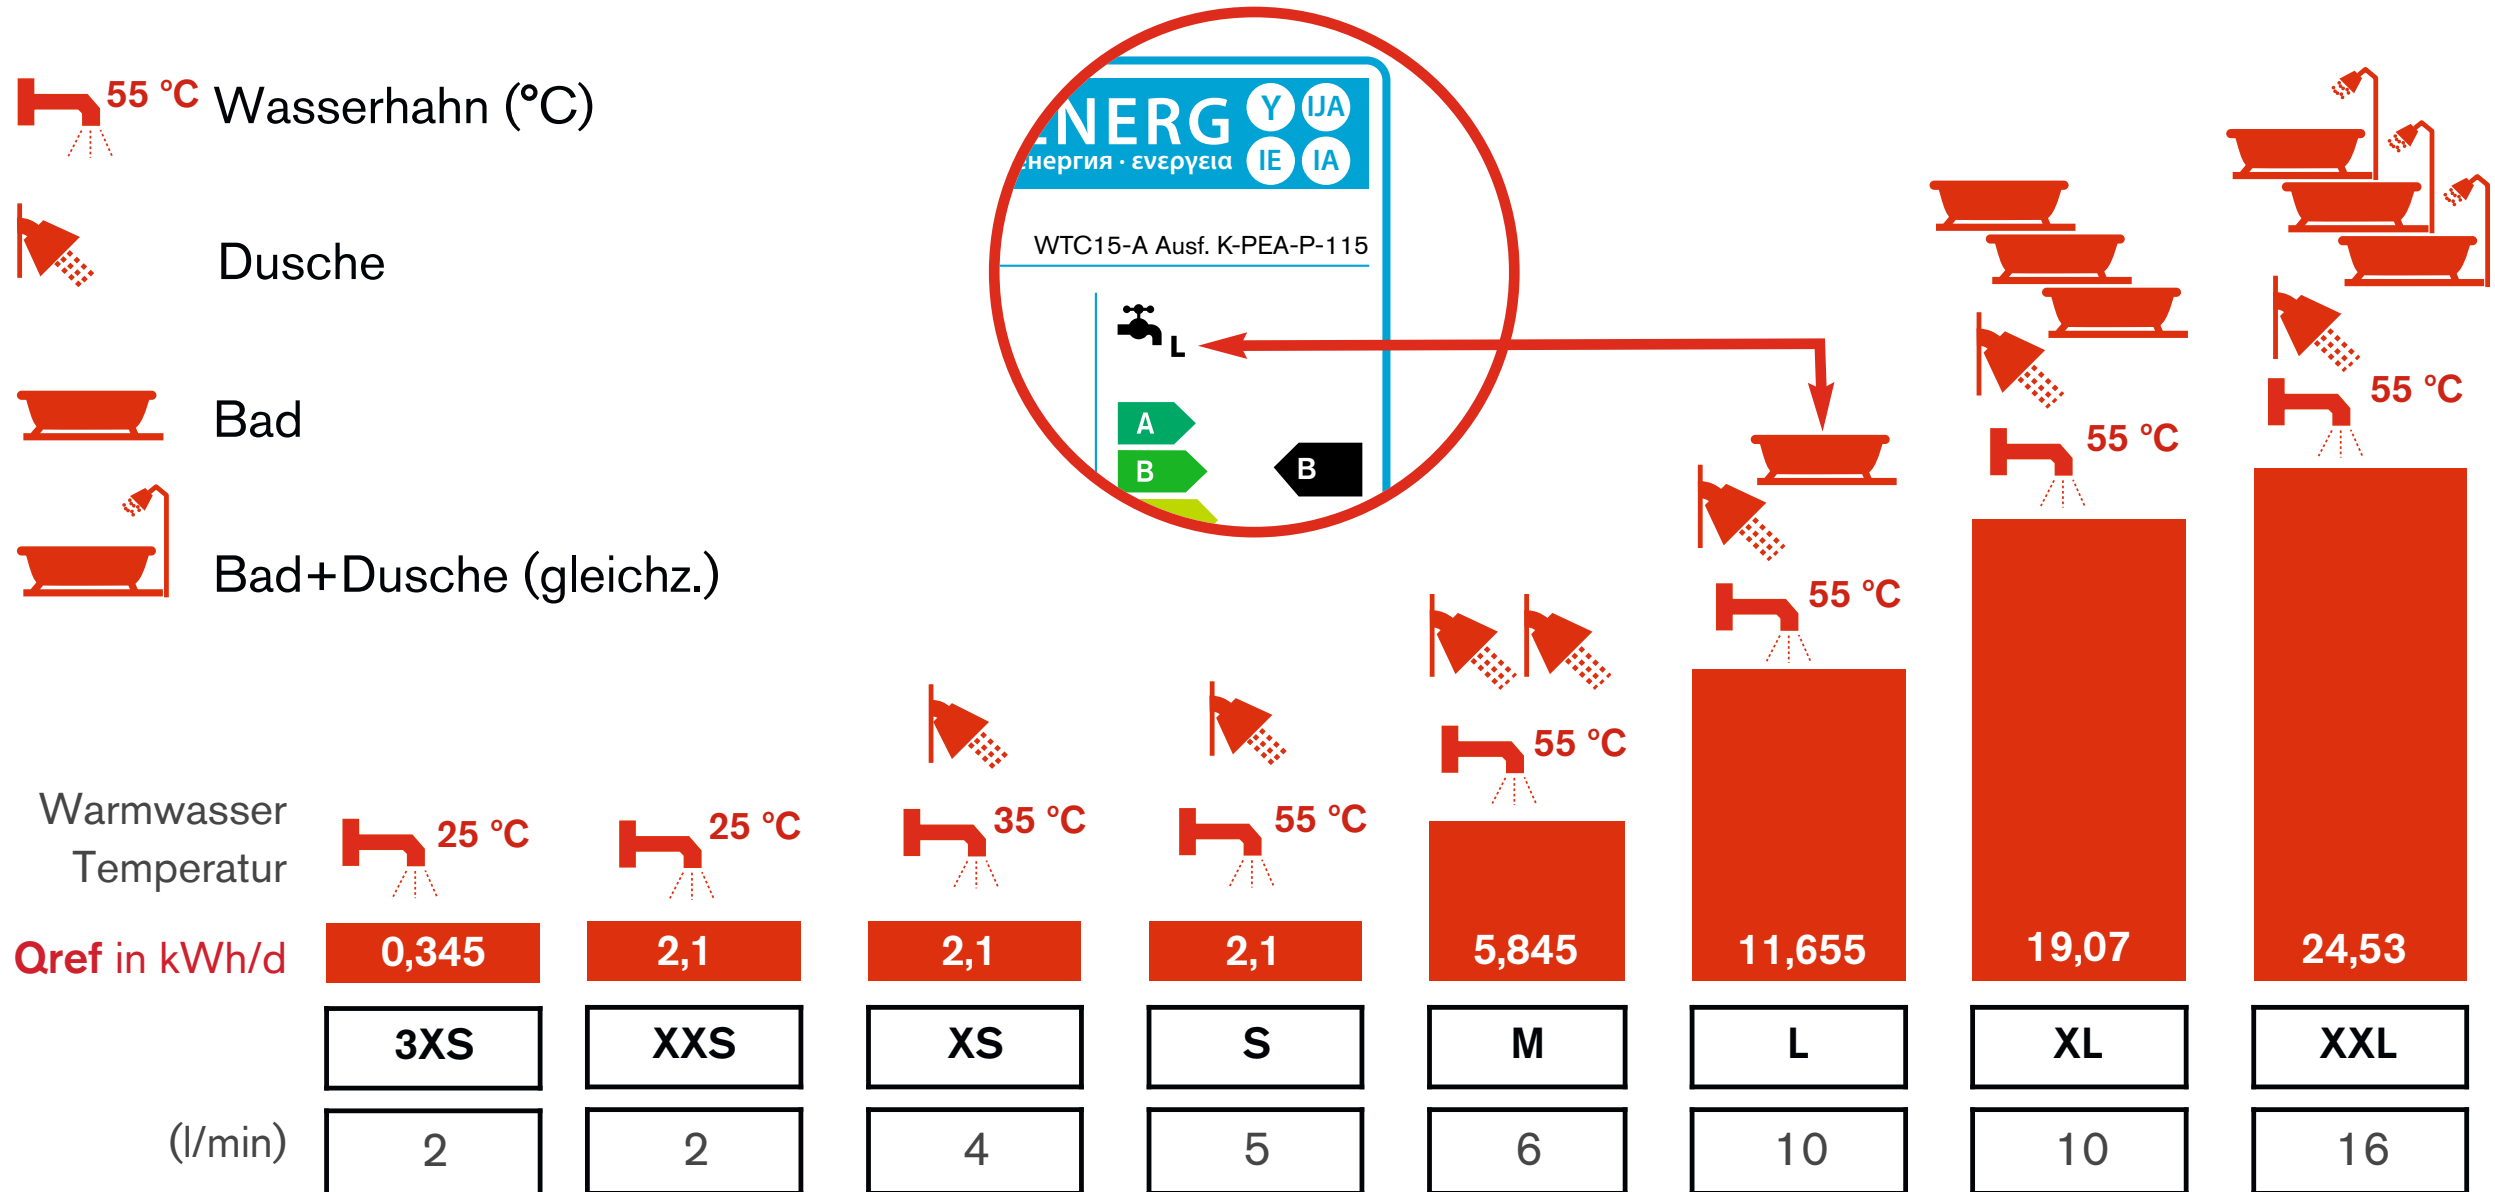 55 °C Wasserhahn (°C)
Dusche
Bad
Bad+Dusche (gleichz.)
ENERG Y IJA
енергия · ενεργεια IE IA
WTC15-A Ausf. K-PEA-P-115
L
A
B B
55 °C
55 °C
55 °C
55 °C
Warmwasser
Temperatur
25 °C 25 °C 35 °C 55 °C
Qref in kWh/d 0,345 2,1 2,1 2,1 5,845 11,655 19,07 24,53
3XS XXS XS S M L XL XXL
(l/min) 2 2 4 5 6 10 10 16